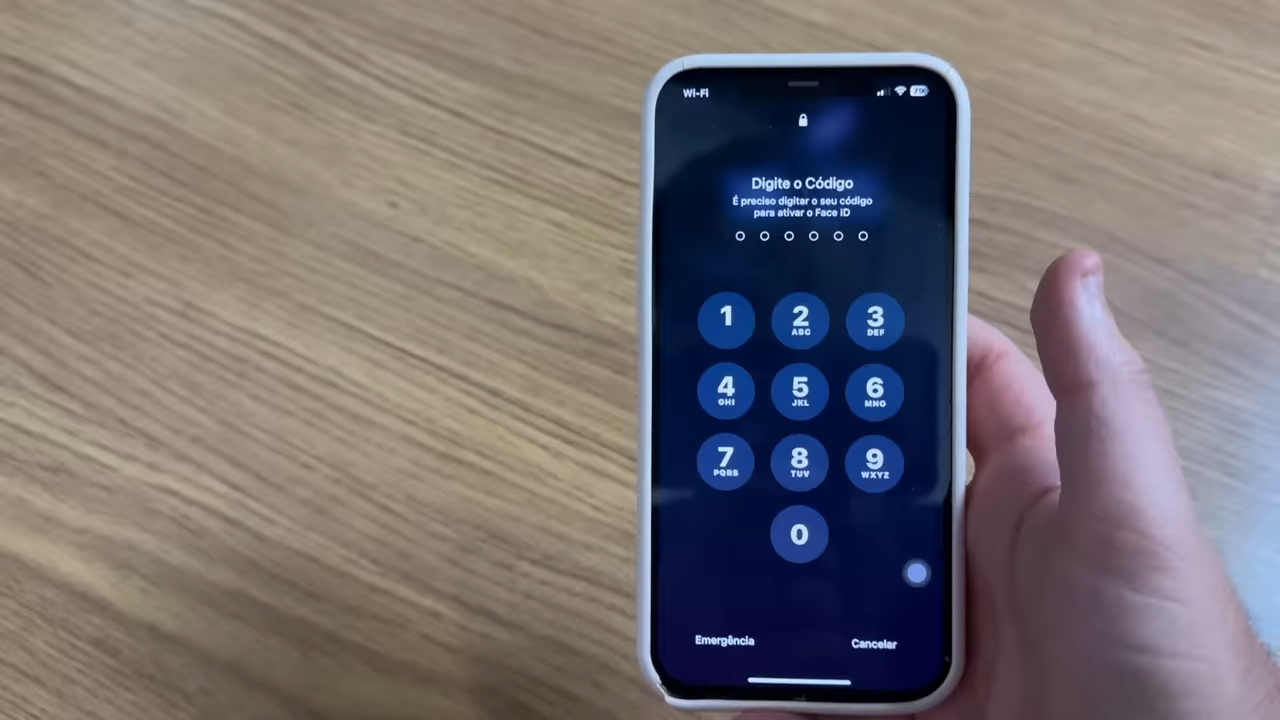 Wi-Fi
79
Digite o Código
É preciso digitar o seu código
para ativar o Face ID
1 2 3
ABC DEF
4 5 6
GHI JKL MNO
7 8 9
PQRS TUV WXYZ
0
Emergência Cancelar